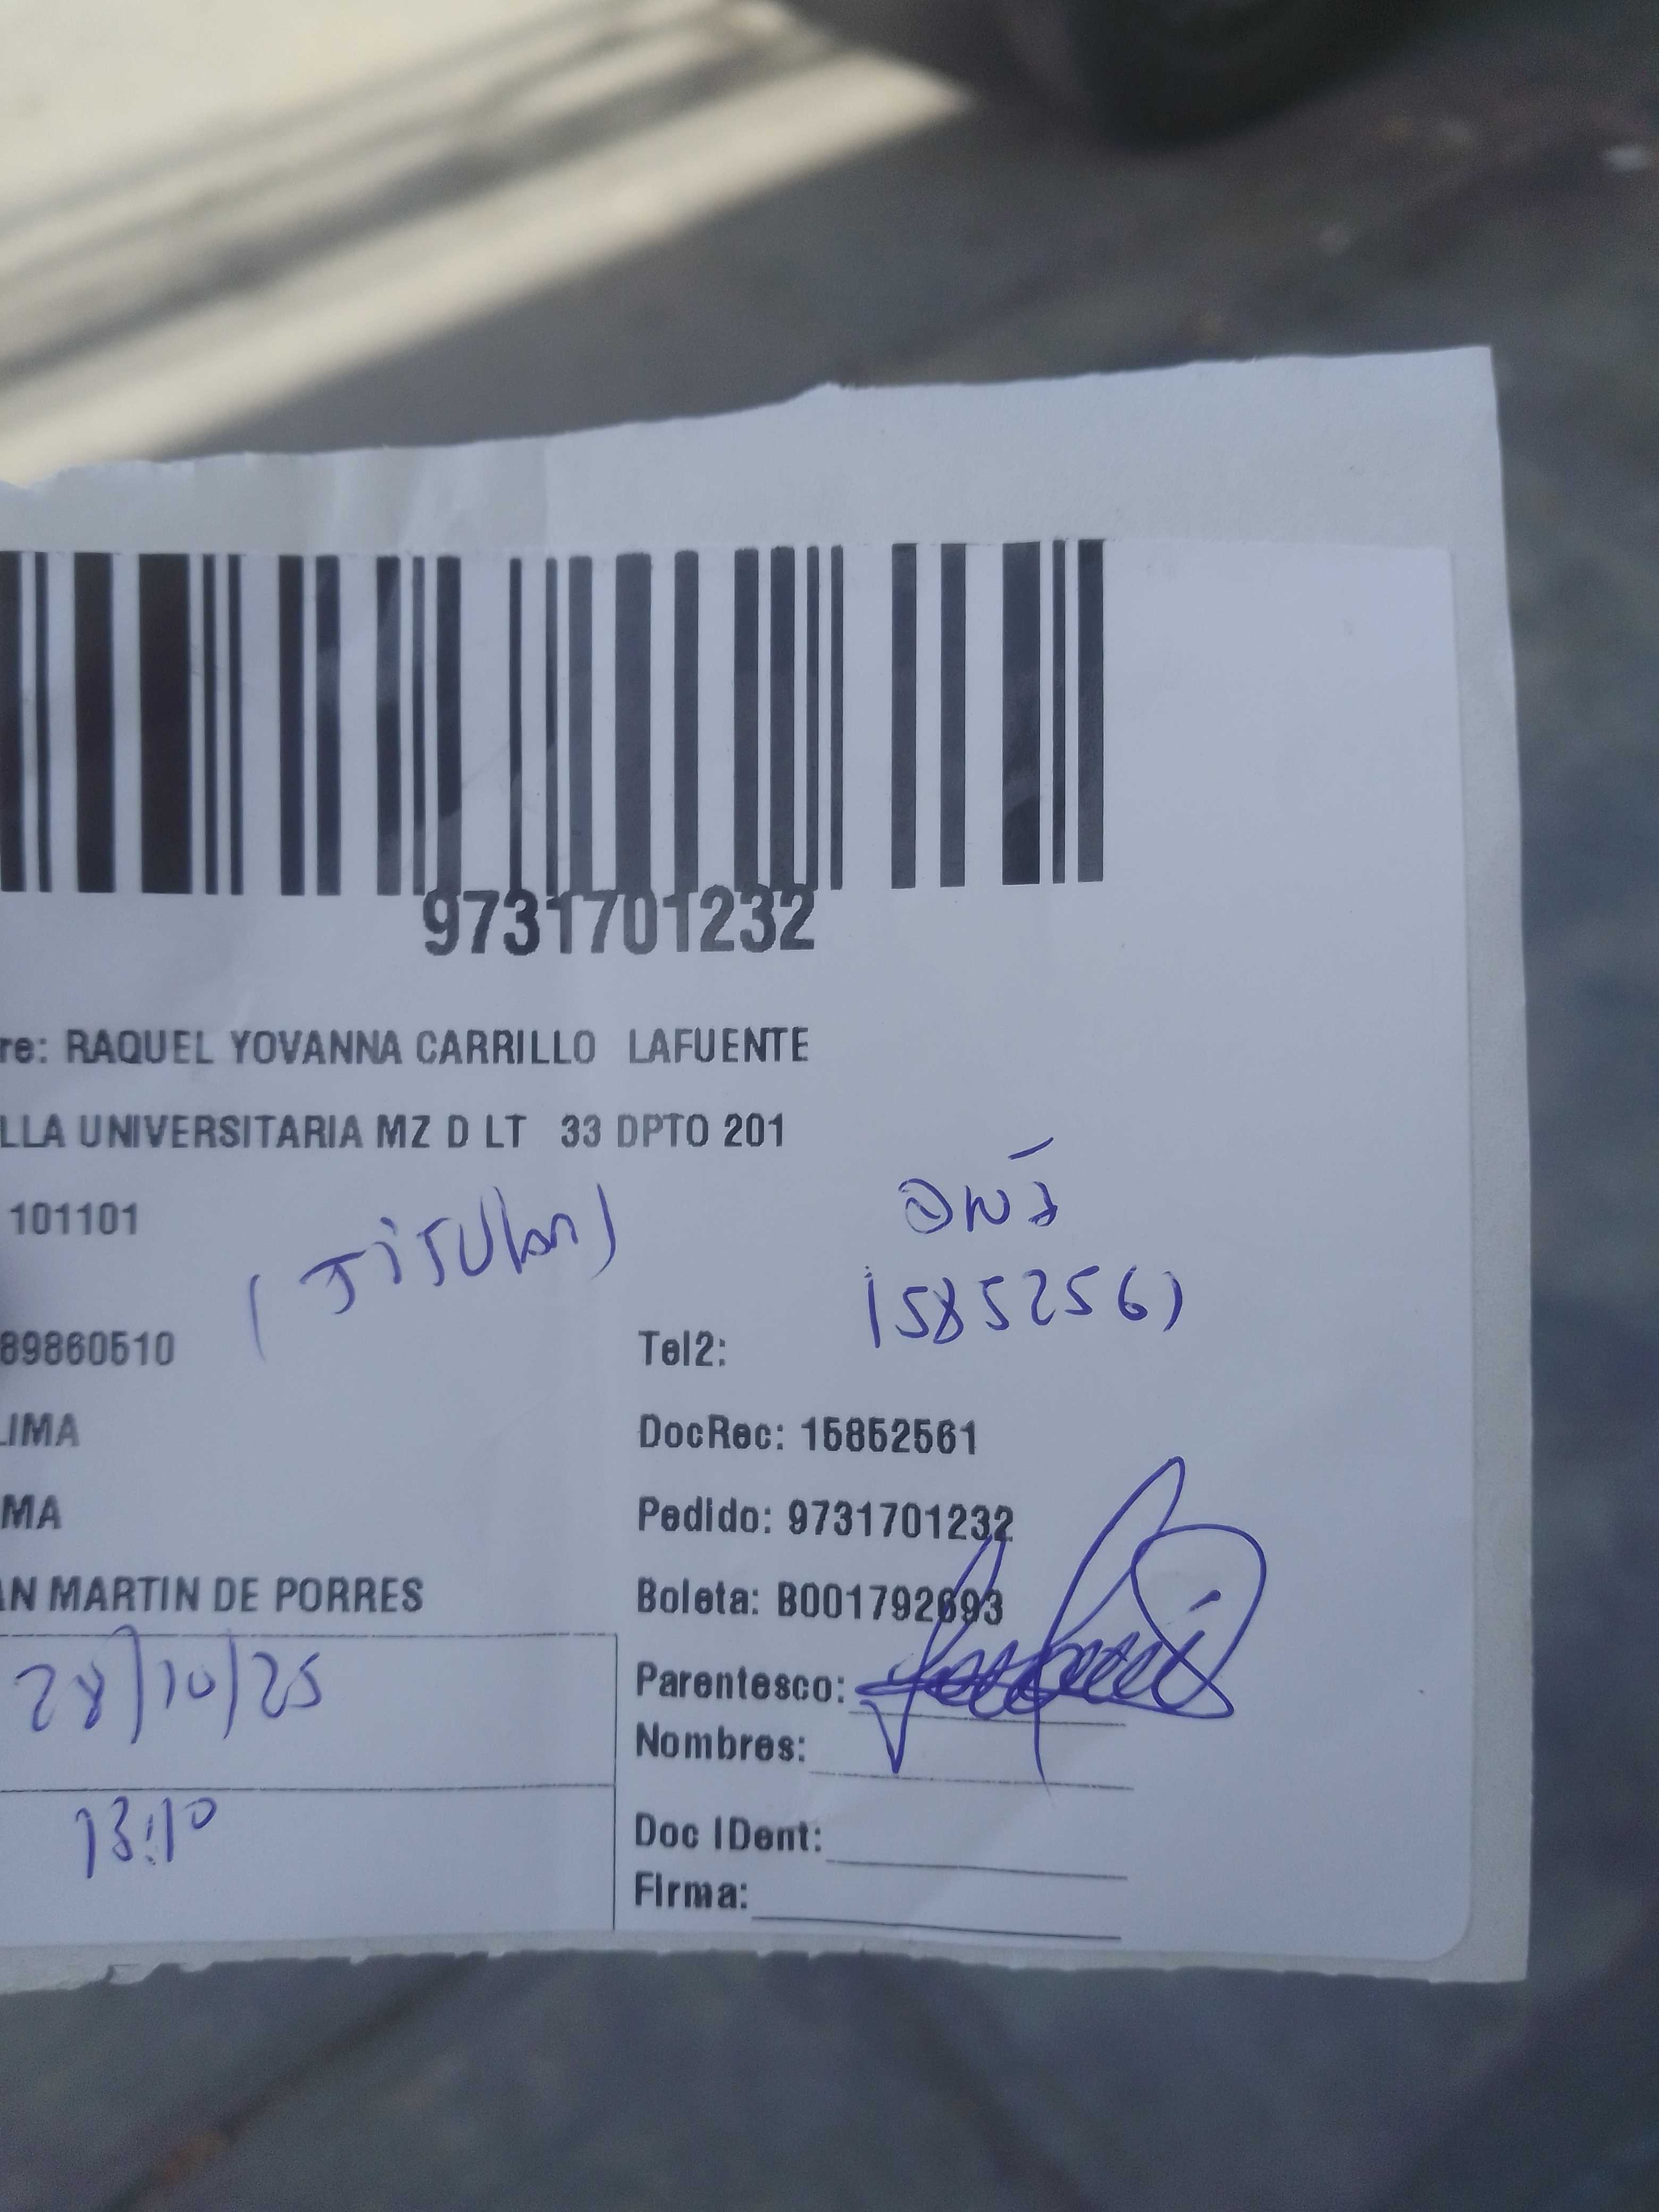 9731701232
re: RAQUEL YOVANNA CARRILLO LAFUENTE
LLA UNIVERSITARIA MZ D LT 33 DPTO 201
101101
(TITULAR)
DNI
15852561
89860510
Tel2:
LIMA
DocRec: 15852561
MA
Pedido: 9731701232
AN MARTIN DE PORRES
Boleta: B001792693
28/10/25
Parentesco:
Nombres:
13:10
Doc IDent:
Firma: